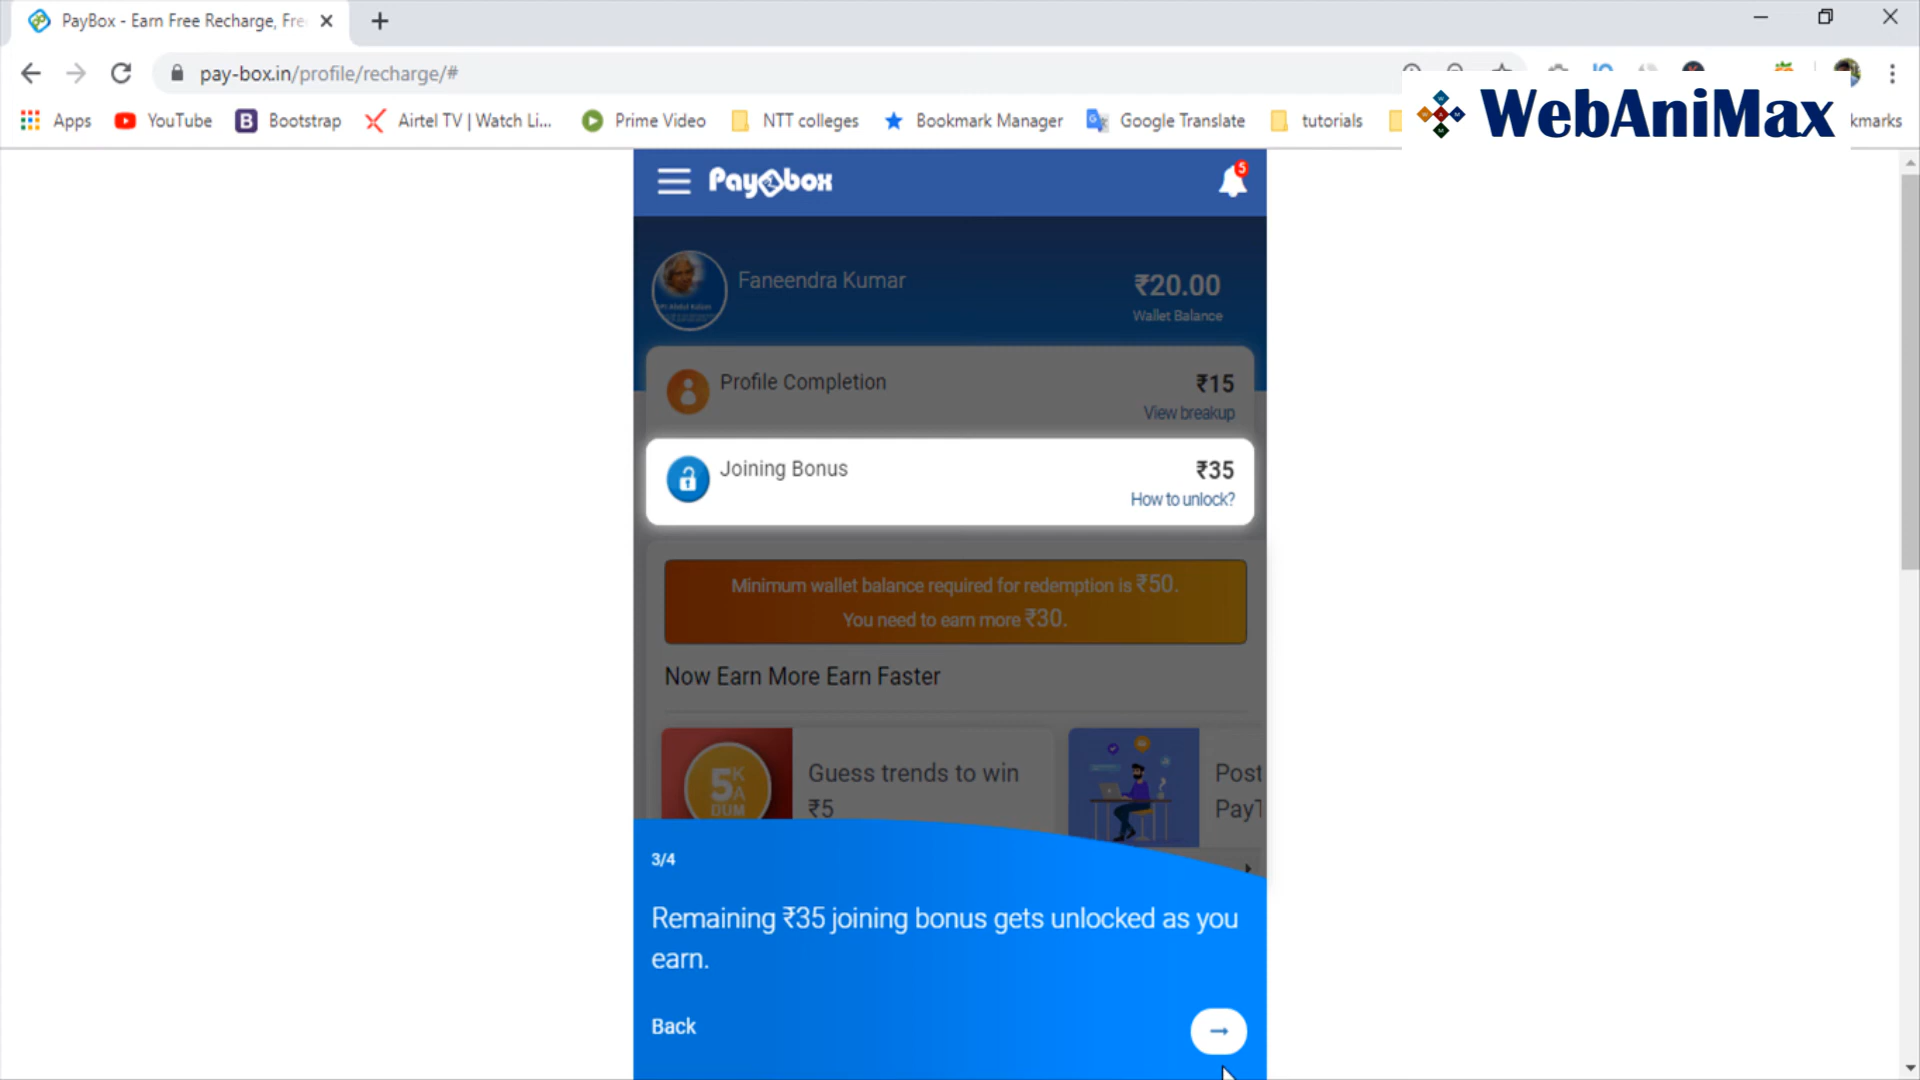 PayBox - Earn Free Recharge, Fre
pay-box.in/profile/recharge/#
Apps
YouTube
Bootstrap
Airtel TV | Watch Li...
Prime Video
NTT colleges
Bookmark Manager
Google Translate
tutorials
kmarks
WebAniMax
Paybox
5
Faneendra Kumar
₹20.00
Wallet Balance
Profile Completion
₹15
View breakup
Joining Bonus
₹35
How to unlock?
Minimum wallet balance required for redemption is ₹50.
You need to earn more ₹30.
Now Earn More Earn Faster
5 K A
DUM
Guess trends to win
₹5
Post
PayT
3/4
Remaining ₹35 joining bonus gets unlocked as you
earn.
Back